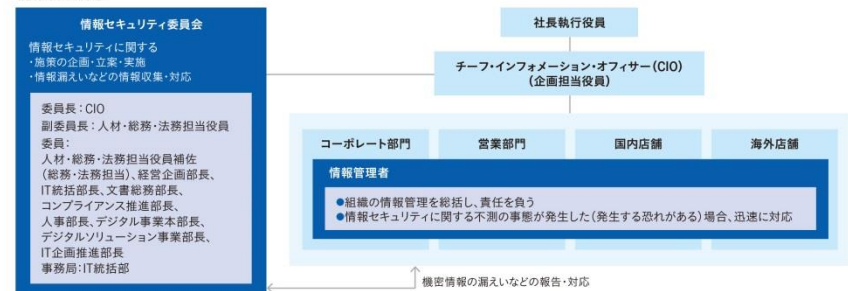 情報セキュリティ委員会
情報セキュリティに関する
・施策の企画・立案・実施
・情報漏えいなどの情報収集・対応
委員長：CIO
副委員長：人材・総務・法務担当役員
委員：
人材・総務・法務担当役員補佐
（総務・法務担当）、経営企画部長、
IT統括部長、文書総務部長、
コンプライアンス推進部長、
人事部長、デジタル事業本部長、
デジタルソリューション事業部長、
IT企画推進部長
事務局：IT統括部
社長執行役員
チーフ・インフォメーション・オフィサー（CIO）
（企画担当役員）
コーポレート部門
営業部門
国内店舗
海外店舗
情報管理者
●組織の情報管理を総括し、責任を負う
●情報セキュリティに関する不測の事態が発生した（発生する恐れがある）場合、迅速に対応
機密情報の漏えいなどの報告・対応